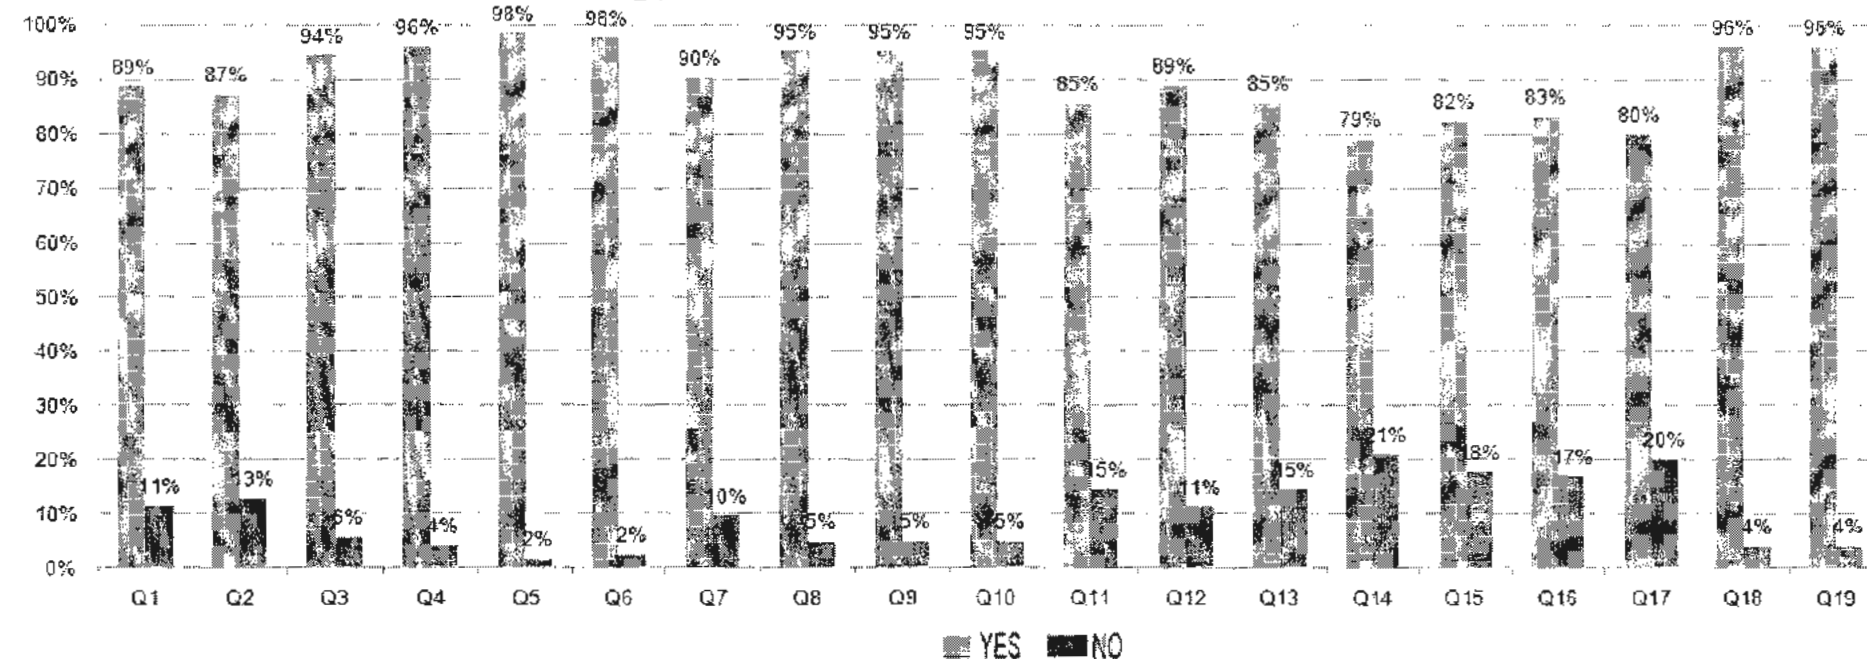 100%
90%
80%
70%
60%
50%
40%
30%
20%
10%
0%
89% 87% 94% 96% 98% 98% 90% 95% 95% 95% 85% 89% 85% 79% 82% 83% 80% 96% 96%
11% 13% 6% 4% 2% 2% 10% 5% 5% 5% 15% 11% 15% 21% 18% 17% 20% 4% 4%
Q1 Q2 Q3 Q4 Q5 Q6 Q7 Q8 Q9 Q10 Q11 Q12 Q13 Q14 Q15 Q16 Q17 Q18 Q19
YES NO